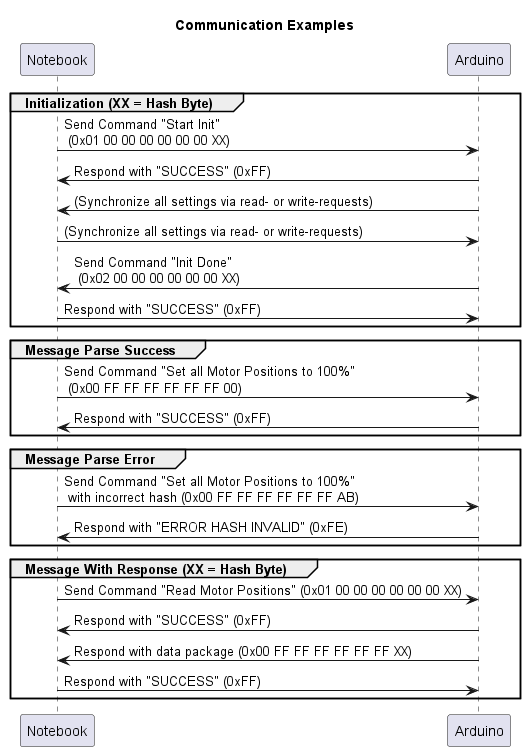 Communication Examples
Notebook
Arduino
Initialization (XX = Hash Byte)
Send Command "Start Init"
(0x01 00 00 00 00 00 00 XX)
Respond with "SUCCESS" (0xFF)
(Synchronize all settings via read- or write-requests)
(Synchronize all settings via read- or write-requests)
Send Command "Init Done"
(0x02 00 00 00 00 00 00 XX)
Respond with "SUCCESS" (0xFF)
Message Parse Success
Send Command "Set all Motor Positions to 100%"
(0x00 FF FF FF FF FF FF 00)
Respond with "SUCCESS" (0xFF)
Message Parse Error
Send Command "Set all Motor Positions to 100%"
with incorrect hash (0x00 FF FF FF FF FF FF AB)
Respond with "ERROR HASH INVALID" (0xFE)
Message With Response (XX = Hash Byte)
Send Command "Read Motor Positions" (0x01 00 00 00 00 00 00 XX)
Respond with "SUCCESS" (0xFF)
Respond with data package (0x00 FF FF FF FF FF FF XX)
Respond with "SUCCESS" (0xFF)
Notebook
Arduino